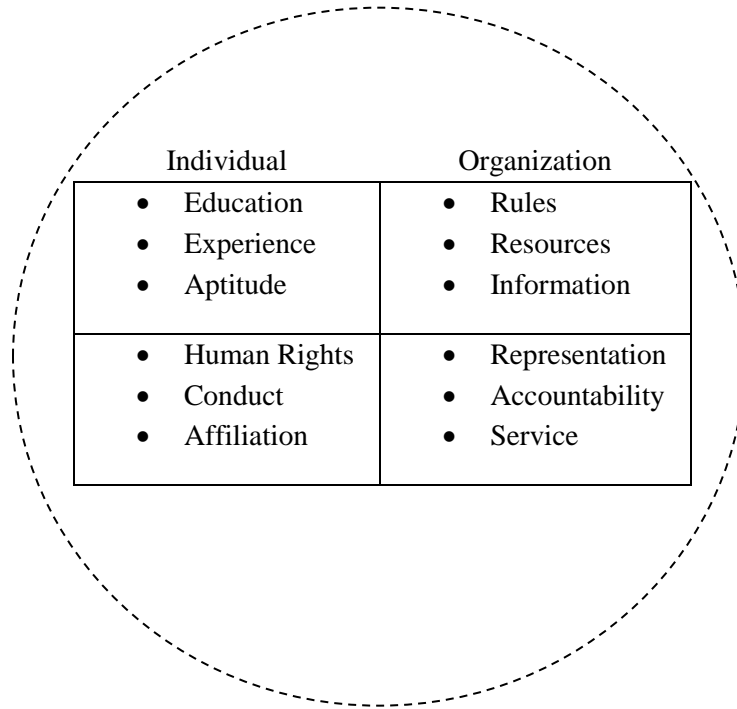 Individual Organization
• Education
• Experience
• Aptitude
• Rules
• Resources
• Information
• Human Rights
• Conduct
• Affiliation
• Representation
• Accountability
• Service